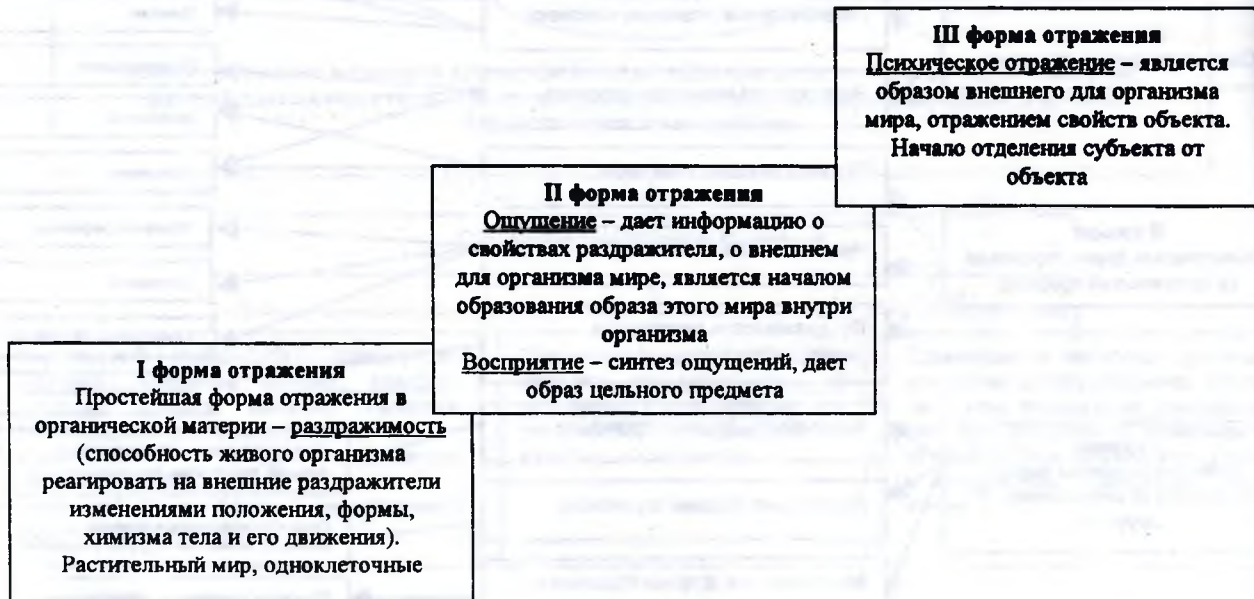 III форма отражения
Психическое отражение – является
образом внешнего для организма
мира, отражением свойств объекта.
Начало отделения субъекта от
объекта
II форма отражения
Ощущение – дает информацию о
свойствах раздражителя, о внешнем
для организма мире, является началом
образования образа этого мира внутри
организма
Восприятие – синтез ощущений, дает
образ цельного предмета
I форма отражения
Простейшая форма отражения в
органической материи – раздражимость
(способность живого организма
реагировать на внешние раздражители
изменениями положения, формы,
химизма тела и его движения).
Растительный мир, одноклеточные